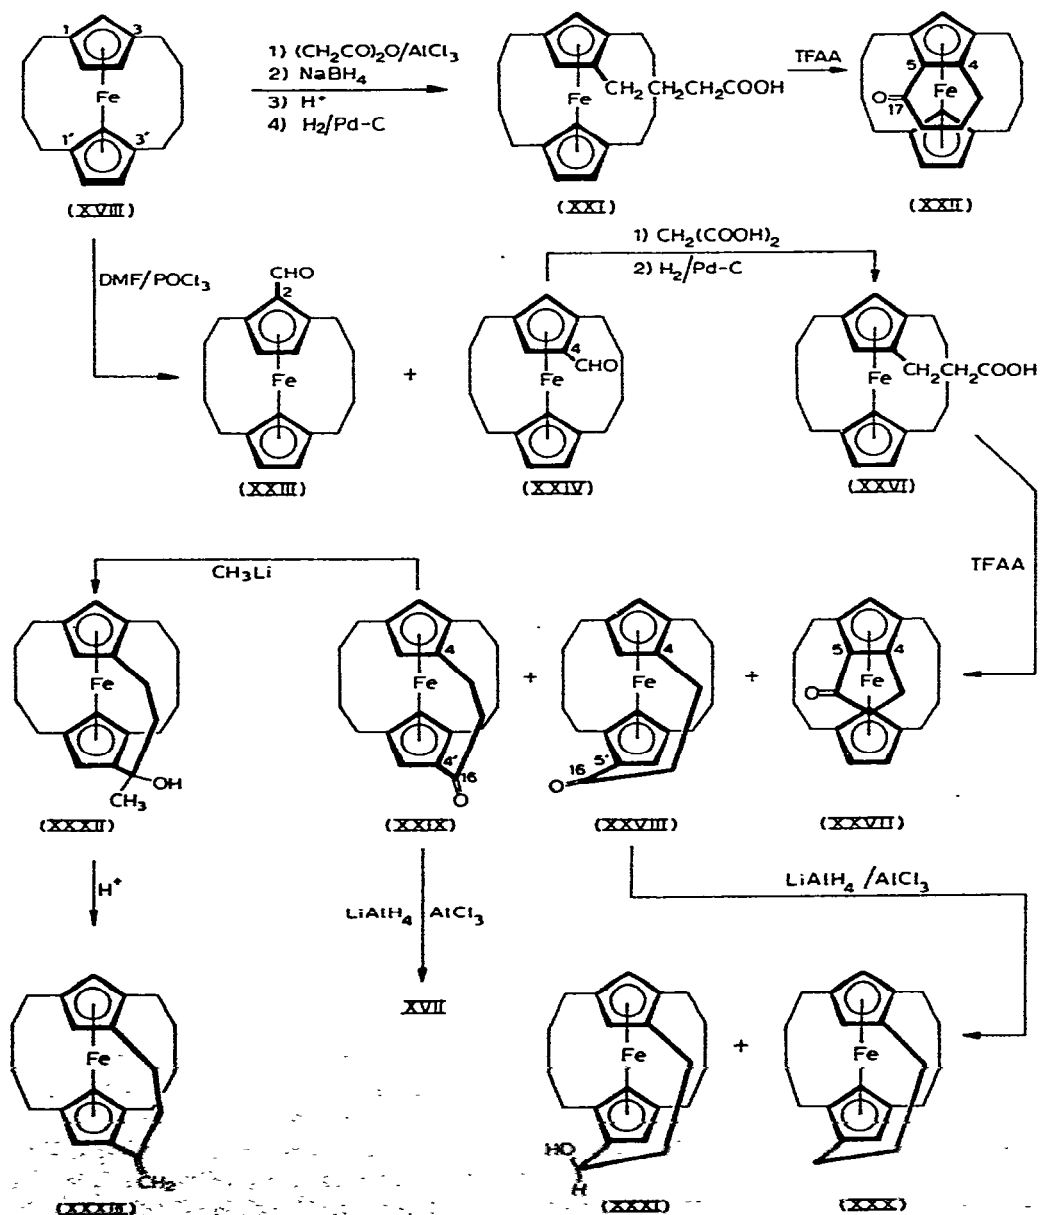 1 3
Fe
1' 3'
(XVIII)
1) (CH2CO)2O/AlCl3
2) NaBH4
3) H+
4) H2/Pd-C
Fe CH2CH2CH2COOH
(XXI)
TFAA
5 4
Fe
O 17
(XXII)
DMF/POCl3
CHO
2
Fe
(XXIII)
+
4
CHO
Fe
(XXIV)
1) CH2(COOH)2
2) H2/Pd-C
Fe CH2CH2COOH
(XXVI)
TFAA
CH3Li
Fe
OH
CH3
(XXXII)
4
Fe
4'
16
O
(XXIX)
+
4
Fe
16 5'
O
(XXVIII)
+
5 4
Fe
O
(XXVII)
H+
LiAlH4 AlCl3
XVII
LiAlH4/AlCl3
Fe
CH2
Fe
HO
H
(XXXI)
+
Fe
(XXX)